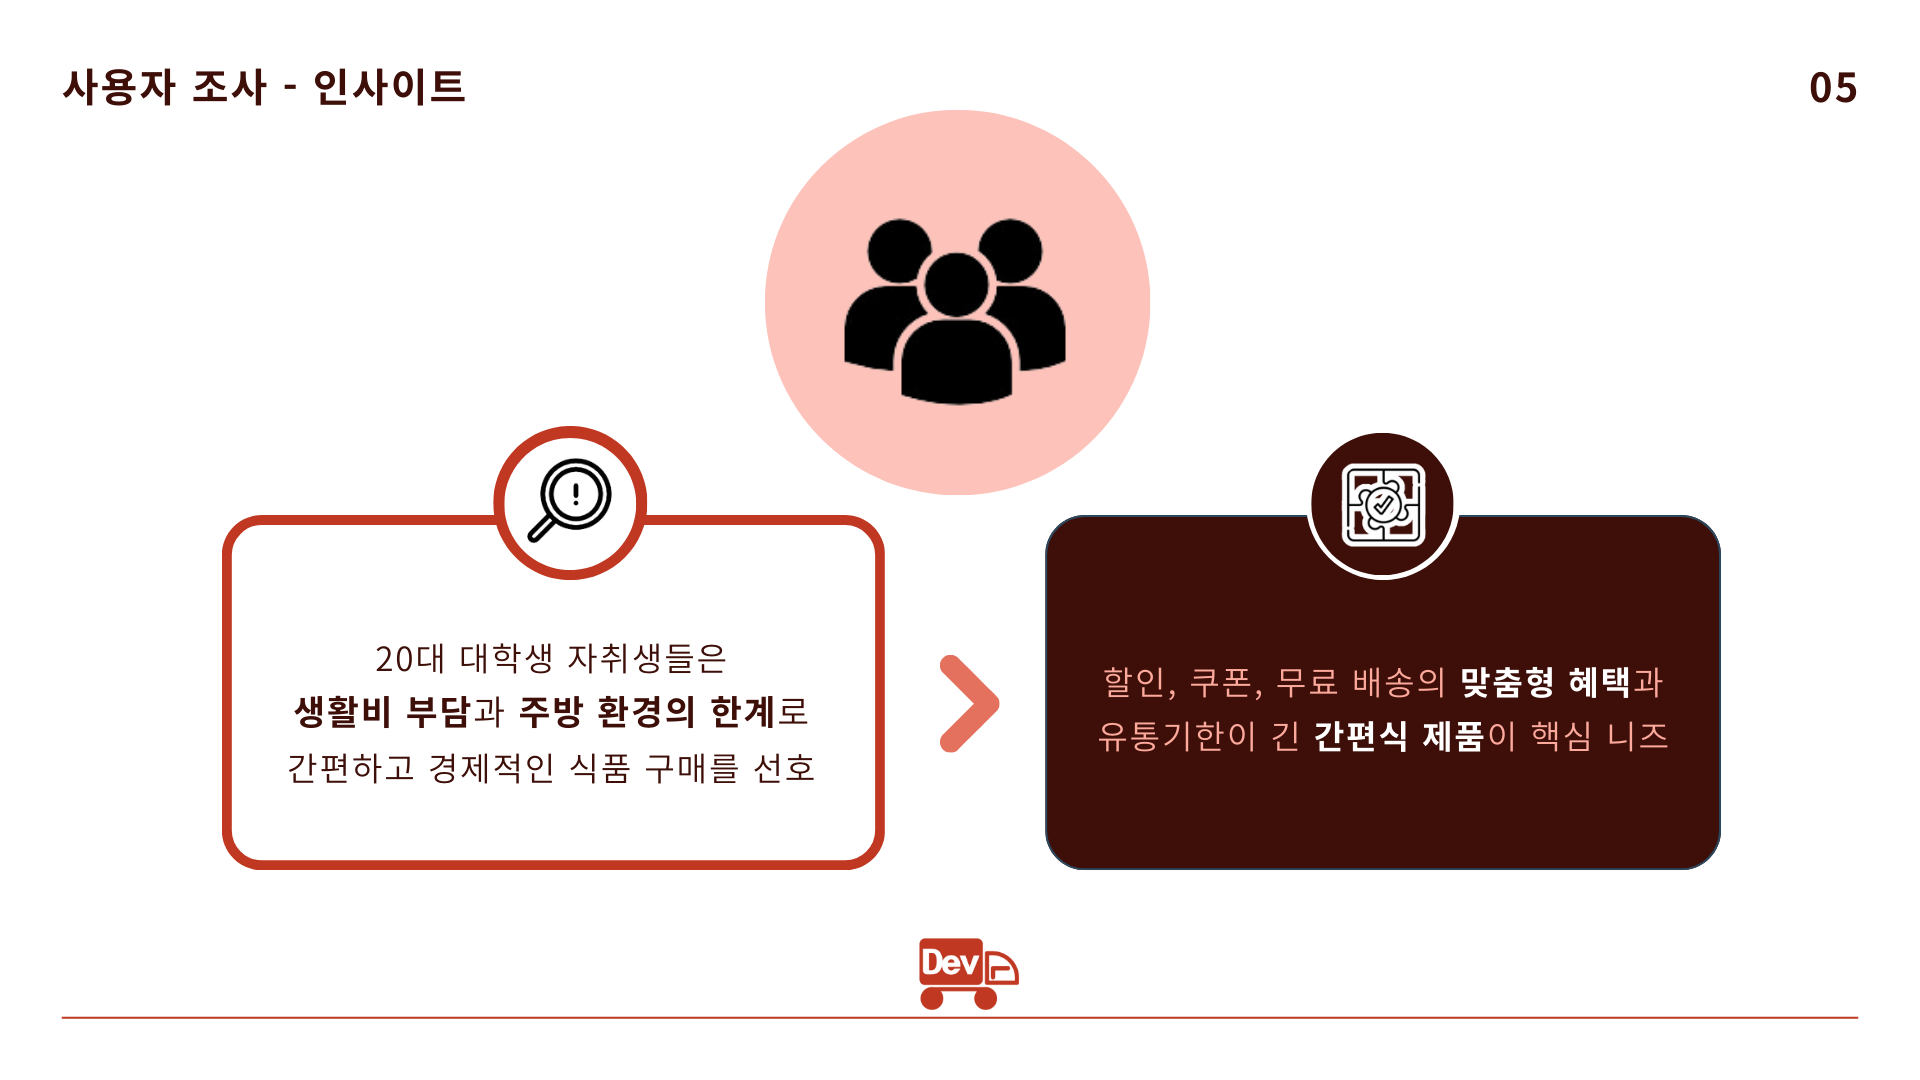 사용자 조사 - 인사이트
05
20대 대학생 자취생들은
생활비 부담과 주방 환경의 한계로
간편하고 경제적인 식품 구매를 선호
할인, 쿠폰, 무료 배송의 맞춤형 혜택과
유통기한이 긴 간편식 제품이 핵심 니즈
Dev